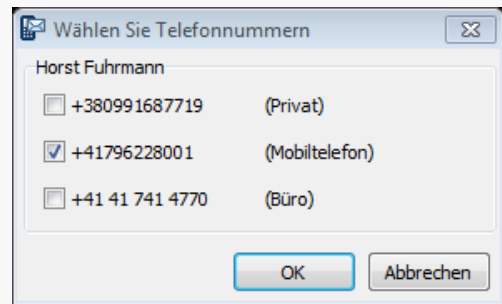 Wählen Sie Telefonnummern
Horst Fuhrmann
+380991687719 (Privat)
+41796228001 (Mobiltelefon)
+41 41 741 4770 (Büro)
OK Abbrechen